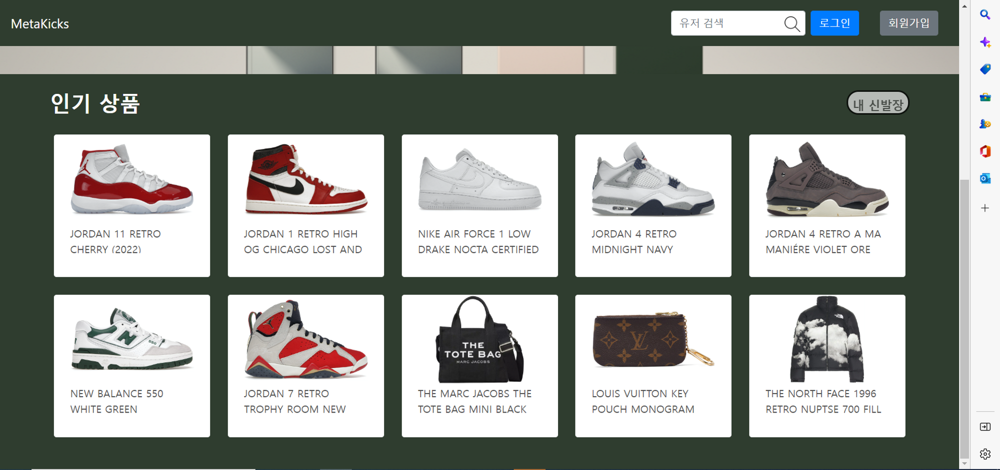 MetaKicks
유저 검색
로그인
회원가입
인기 상품
내 신발장
JORDAN 11 RETRO
CHERRY (2022)
JORDAN 1 RETRO HIGH
OG CHICAGO LOST AND
NIKE AIR FORCE 1 LOW
DRAKE NOCTA CERTIFIED
JORDAN 4 RETRO
MIDNIGHT NAVY
JORDAN 4 RETRO A MA
MANIÉRE VIOLET ORE
550
THE
TOTE BAG
MARC JACOBS
NEW BALANCE 550
WHITE GREEN
JORDAN 7 RETRO
TROPHY ROOM NEW
THE MARC JACOBS THE
TOTE BAG MINI BLACK
LOUIS VUITTON KEY
POUCH MONOGRAM
THE NORTH FACE 1996
RETRO NUPTSE 700 FILL